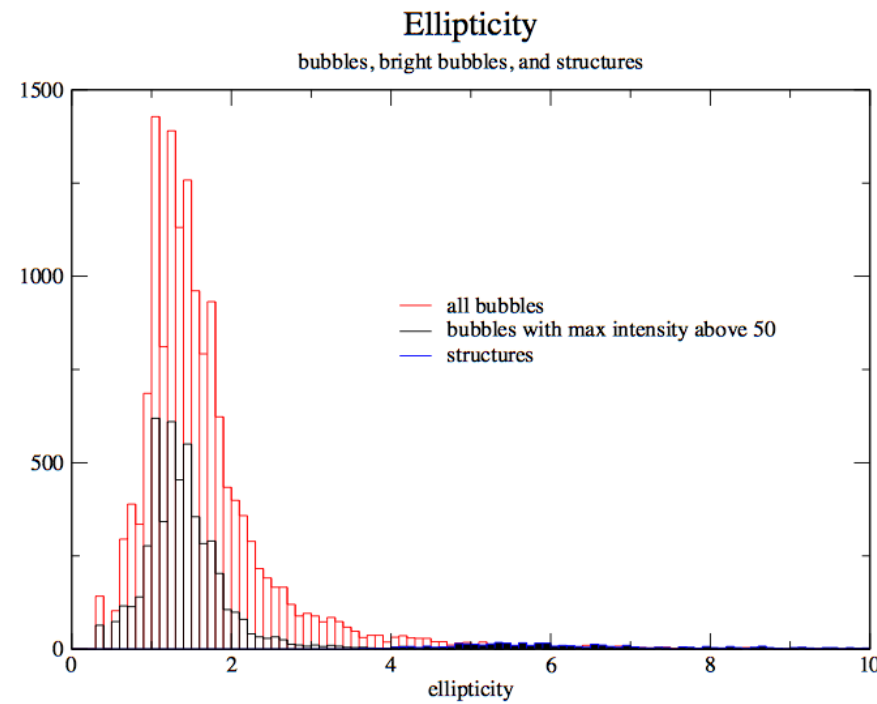 Ellipticity
bubbles, bright bubbles, and structures
1500
1000
500
0
all bubbles
bubbles with max intensity above 50
structures
0 2 4 6 8 10
ellipticity